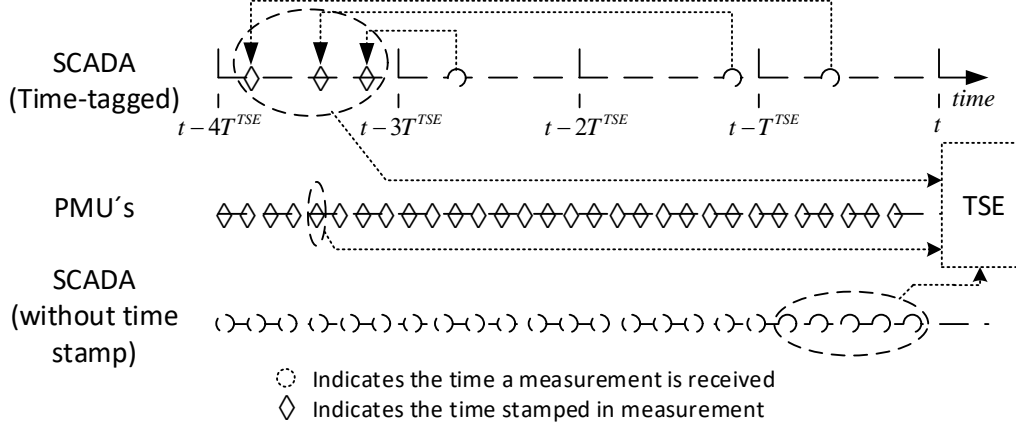 SCADA
(Time-tagged)
time
t − 4T^TSE
t − 3T^TSE
t − 2T^TSE
t − T^TSE
t
PMU´s
TSE
SCADA
(without time
stamp)
Indicates the time a measurement is received
Indicates the time stamped in measurement